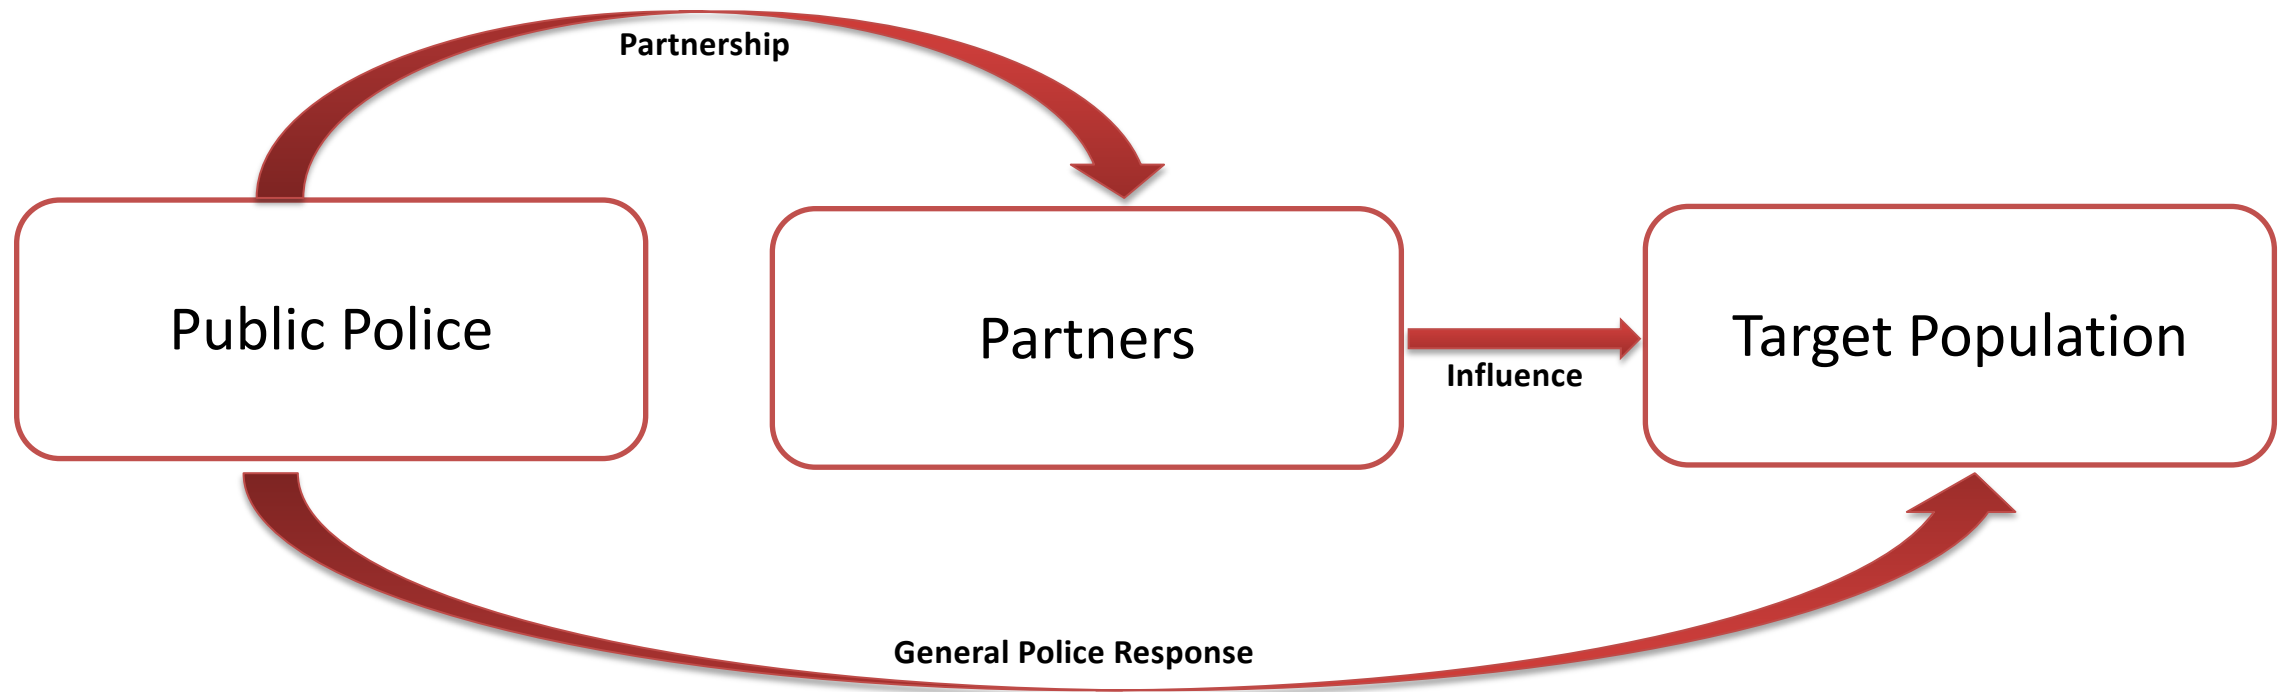 Partnership
Public Police
Partners
Target Population
Influence
General Police Response